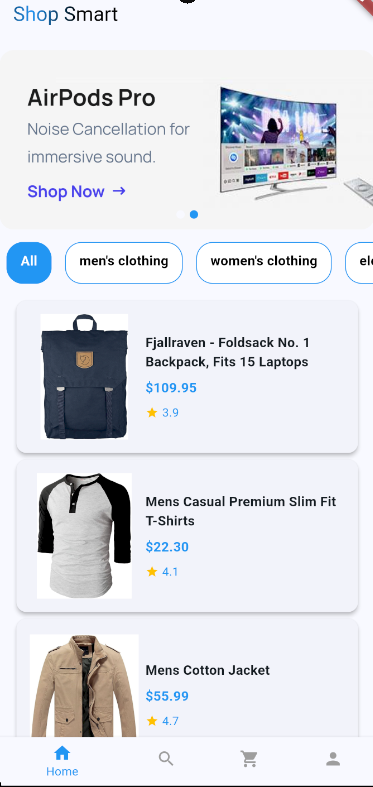 Shop Smart
AirPods Pro
Noise Cancellation for
immersive sound.
Shop Now →
All
men's clothing
women's clothing
ele
Fjallraven - Foldsack No. 1
Backpack, Fits 15 Laptops
$109.95
3.9
Mens Casual Premium Slim Fit
T-Shirts
$22.30
4.1
Mens Cotton Jacket
$55.99
4.7
Home